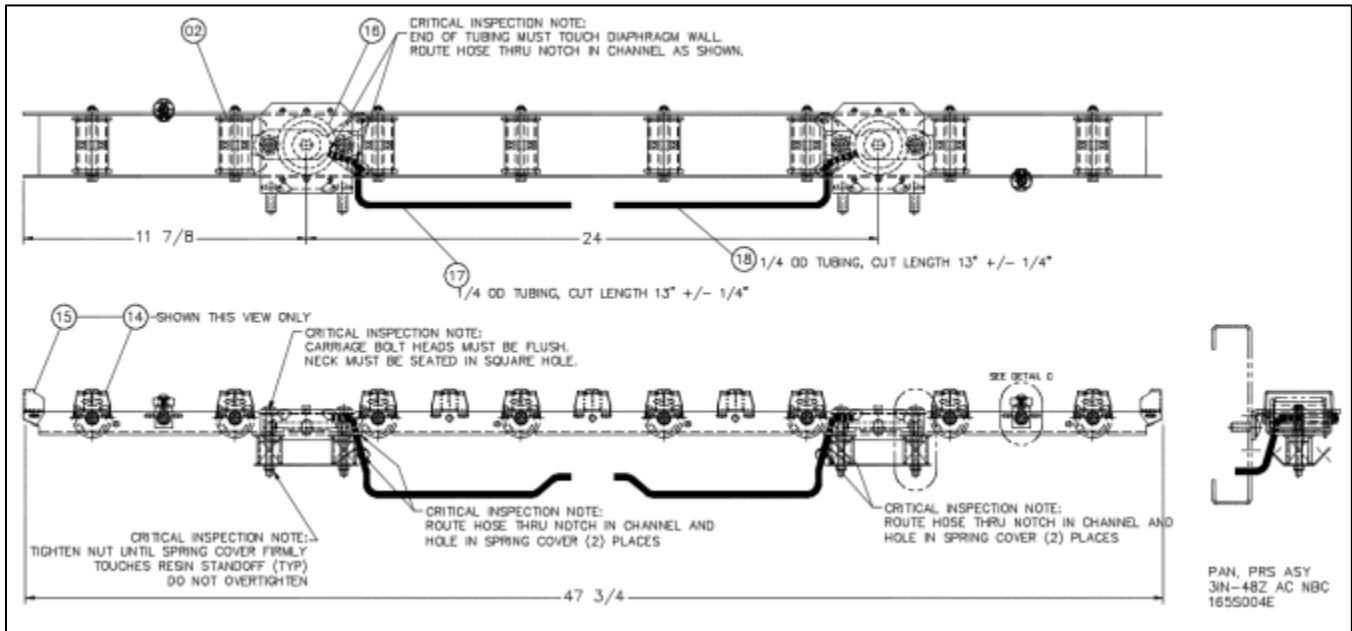 02
16
CRITICAL INSPECTION NOTE:
END OF TUBING MUST TOUCH DIAPHRAGM WALL.
ROUTE HOSE THRU NOTCH IN CHANNEL AS SHOWN.
11 7/8
24
17
1/4 OD TUBING, CUT LENGTH 13" +/- 1/4"
18
1/4 OD TUBING, CUT LENGTH 13" +/- 1/4"
15
14
SHOWN THIS VIEW ONLY
CRITICAL INSPECTION NOTE:
CARRIAGE BOLT HEADS MUST BE FLUSH.
NECK MUST BE SEATED IN SQUARE HOLE.
SEE DETAIL C
CRITICAL INSPECTION NOTE:
TIGHTEN NUT UNTIL SPRING COVER FIRMLY
TOUCHES RESIN STANDOFF (TYP)
DO NOT OVERTIGHTEN
CRITICAL INSPECTION NOTE:
ROUTE HOSE THRU NOTCH IN CHANNEL AND
HOLE IN SPRING COVER (2) PLACES
CRITICAL INSPECTION NOTE:
ROUTE HOSE THRU NOTCH IN CHANNEL AND
HOLE IN SPRING COVER (2) PLACES
47 3/4
PAN, PRS ASY
3IN-48Z AC NBC
165S004E